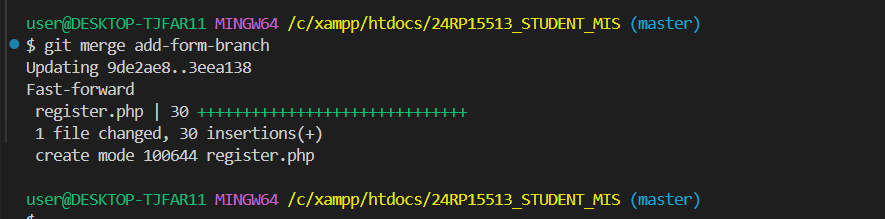 user@DESKTOP-TJFAR11 MINGW64 /c/xampp/htdocs/24RP15513_STUDENT_MIS (master)
$ git merge add-form-branch
Updating 9de2ae8..3eea138
Fast-forward
 register.php | 30 ++++++++++++++++++++++++++++++
 1 file changed, 30 insertions(+)
 create mode 100644 register.php
user@DESKTOP-TJFAR11 MINGW64 /c/xampp/htdocs/24RP15513_STUDENT_MIS (master)
$